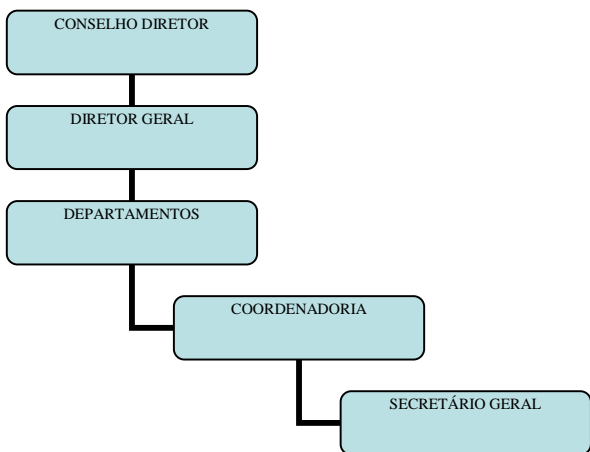 CONSELHO DIRETOR
DIRETOR GERAL
DEPARTAMENTOS
COORDENADORIA
SECRETÁRIO GERAL